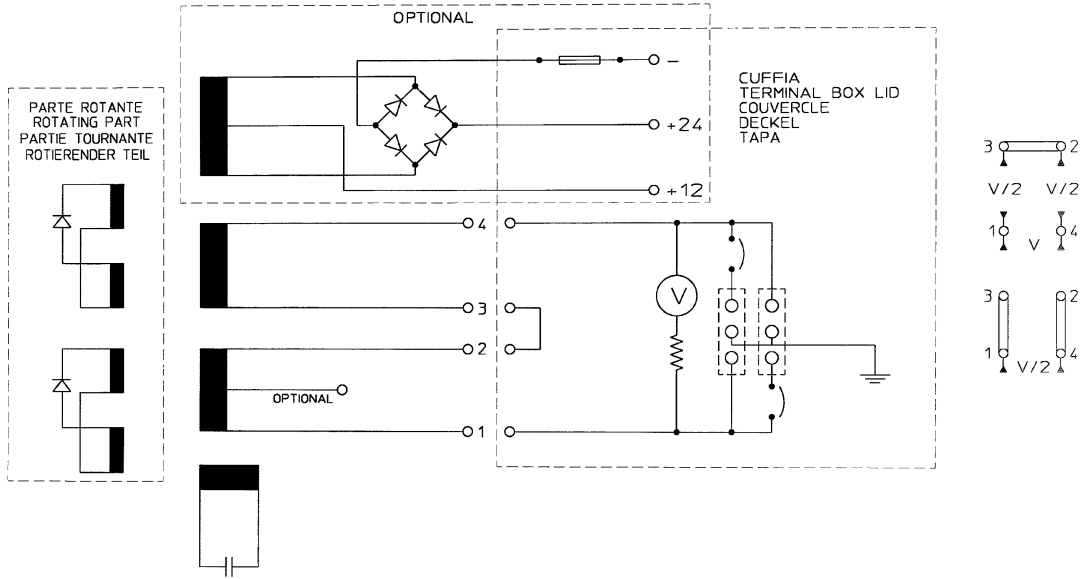 OPTIONAL
CUFFIA
TERMINAL BOX LID
COUVERCLE
DECKEL
TAPA
PARTE ROTANTE
ROTATING PART
PARTIE TOURNANTE
ROTIERENDER TEIL
-
+24
+12
4
3
2
OPTIONAL
1
V
3 2
V/2 V/2
1 4
V
3 2
1 4
V/2